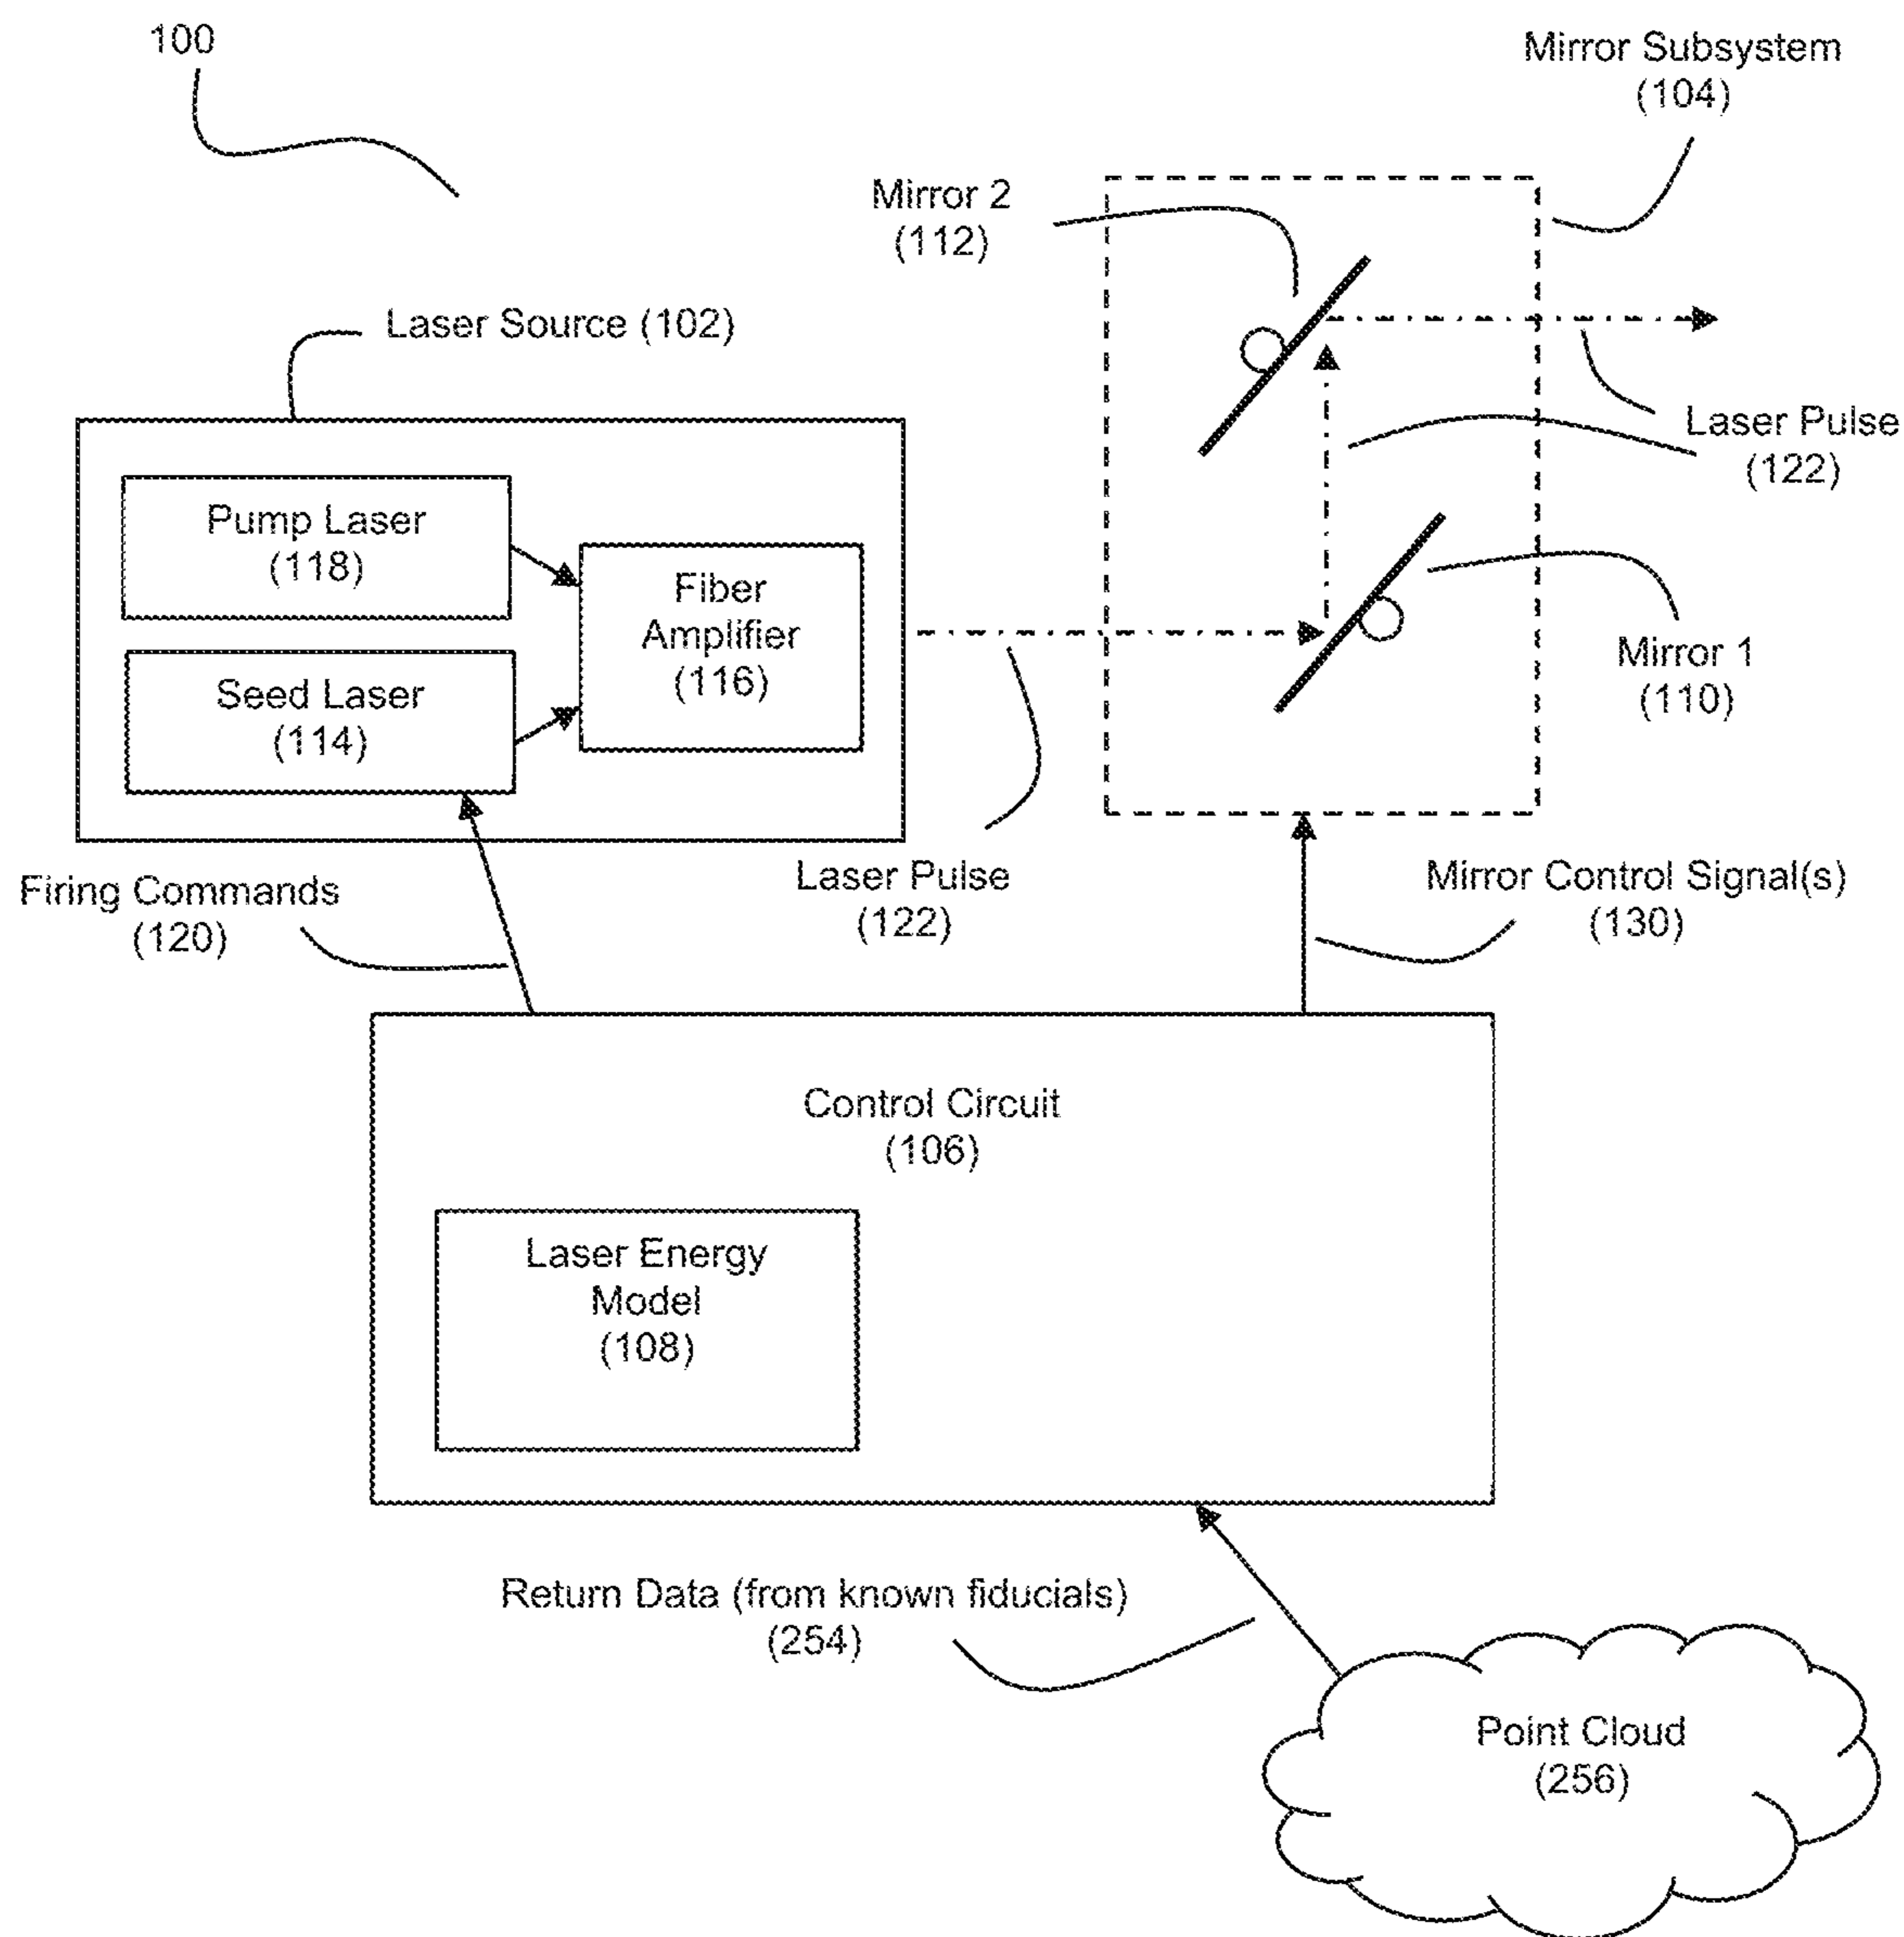 100
Mirror Subsystem
(104)
Mirror 2
(112)
Laser Source (102)
Laser Pulse
(122)
Pump Laser
(118)
Fiber
Amplifier
(116)
Seed Laser
(114)
Mirror 1
(110)
Firing Commands
(120)
Laser Pulse
(122)
Mirror Control Signal(s)
(130)
Control Circuit
(106)
Laser Energy
Model
(108)
Return Data (from known fiducials)
(254)
Point Cloud
(256)